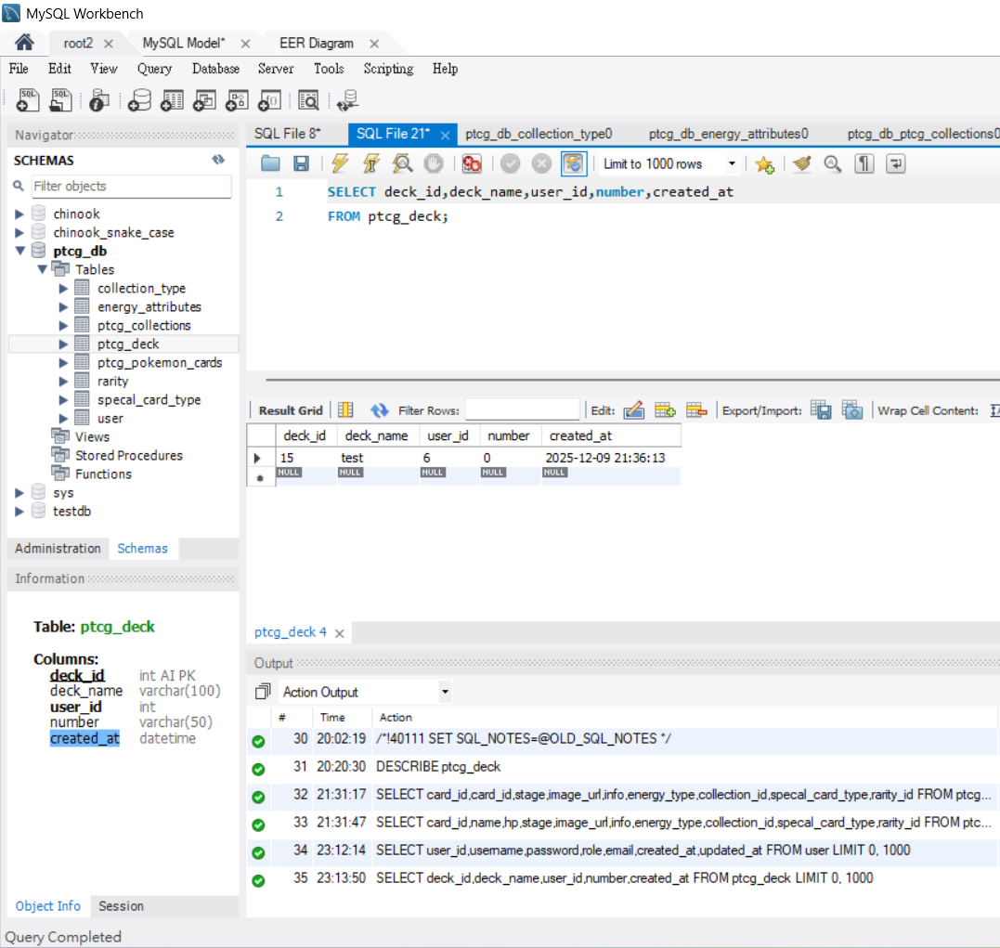 MySQL Workbench
root2 MySQL Model* EER Diagram
File Edit View Query Database Server Tools Scripting Help
Navigator
SCHEMAS
Filter objects
chinook
chinook_snake_case
ptcg_db
Tables
collection_type
energy_attributes
ptcg_collections
ptcg_deck
ptcg_pokemon_cards
rarity
specal_card_type
user
Views
Stored Procedures
Functions
sys
testdb
Administration Schemas
Information
Table: ptcg_deck
Columns:
deck_id int AI PK
deck_name varchar(100)
user_id int
number varchar(50)
created_at datetime
Object Info Session
SQL File 8* SQL File 21* ptcg_db_collection_type0 ptcg_db_energy_attributes0 ptcg_db_ptcg_collections0
Limit to 1000 rows
1 SELECT deck_id,deck_name,user_id,number,created_at
2 FROM ptcg_deck;
Result Grid Filter Rows: Edit: Export/Import: Wrap Cell Content:
deck_id deck_name user_id number created_at
15 test 6 0 2025-12-09 21:36:13
NULL NULL NULL NULL NULL
ptcg_deck 4
Output
Action Output
# Time Action
30 20:02:19 /*!40111 SET SQL_NOTES=@OLD_SQL_NOTES */
31 20:20:30 DESCRIBE ptcg_deck
32 21:31:17 SELECT card_id,card_id,stage,image_url,info,energy_type,collection_id,specal_card_type,rarity_id FROM ptcg...
33 21:31:47 SELECT card_id,name,hp,stage,image_url,info,energy_type,collection_id,specal_card_type,rarity_id FROM ptc...
34 23:12:14 SELECT user_id,username,password,role,email,created_at,updated_at FROM user LIMIT 0, 1000
35 23:13:50 SELECT deck_id,deck_name,user_id,number,created_at FROM ptcg_deck LIMIT 0, 1000
Query Completed